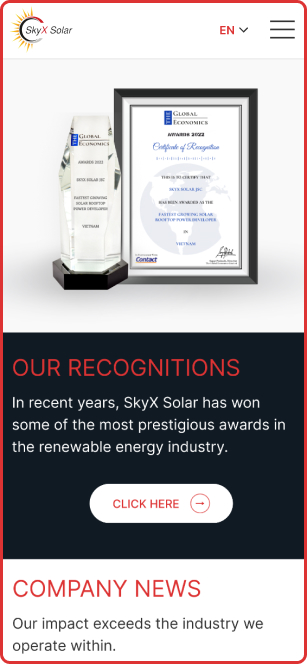 SkyX Solar
EN
THE
GLOBAL
ECONOMICS
AWARDS 2022
SKYX SOLAR JSC
FASTEST GROWING
SOLAR ROOFTOP
POWER DEVELOPER
VIETNAM
THE
GLOBAL
ECONOMICS
AWARDS 2022
Certificate of Recognition
THIS IS TO CERTIFY THAT
SKYX SOLAR JSC
HAS BEEN AWARDED AS THE
FASTEST GROWING SOLAR
ROOFTOP POWER DEVELOPER
IN
VIETNAM
Contact
OUR RECOGNITIONS
In recent years, SkyX Solar has won
some of the most prestigious awards in
the renewable energy industry.
CLICK HERE
COMPANY NEWS
Our impact exceeds the industry we
operate within.